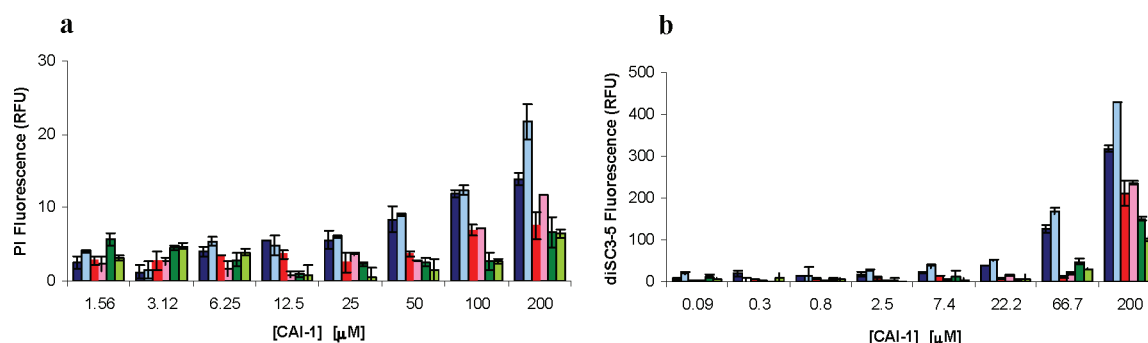 a
PI Fluorescence (RFU)
30
20
10
0
1.56 3.12 6.25 12.5 25 50 100 200
[CAI-1] [µM]
b
diSC3-5 Fluorescence (RFU)
500
400
300
200
100
0
0.09 0.3 0.8 2.5 7.4 22.2 66.7 200
[CAI-1] [µM]